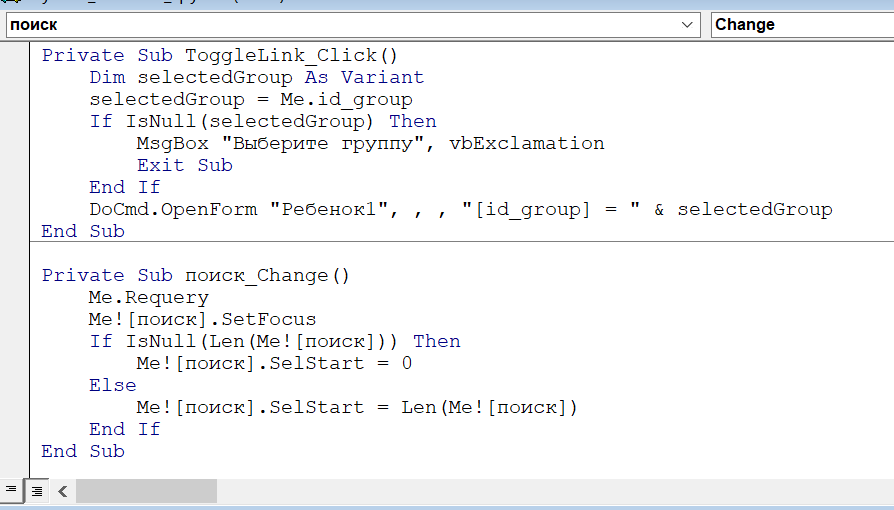 поиск
Change
Private Sub ToggleLink_Click()
Dim selectedGroup As Variant
selectedGroup = Me.id_group
If IsNull(selectedGroup) Then
MsgBox "Выберите группу", vbExclamation
Exit Sub
End If
DoCmd.OpenForm "Ребенок1", , , "[id_group] = " & selectedGroup
End Sub
Private Sub поиск_Change()
Me.Requery
Me![поиск].SetFocus
If IsNull(Len(Me![поиск])) Then
Me![поиск].SelStart = 0
Else
Me![поиск].SelStart = Len(Me![поиск])
End If
End Sub